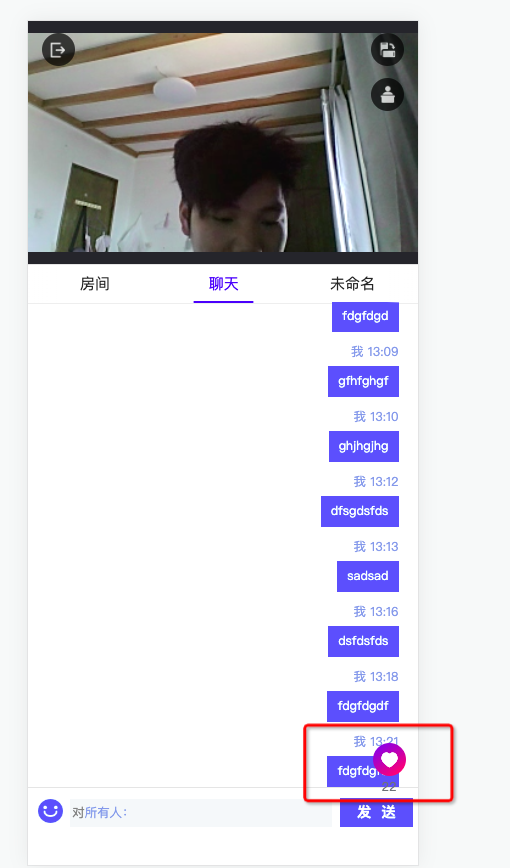 房间 聊天 未命名
fdgfdgd
我 13:09
gfhfghgf
我 13:10
ghjhgjhg
我 13:12
dfsgdsfds
我 13:13
sadsad
我 13:16
dsfdsfds
我 13:18
fdgfdgdf
我 13:21
22
对所有人：
发 送